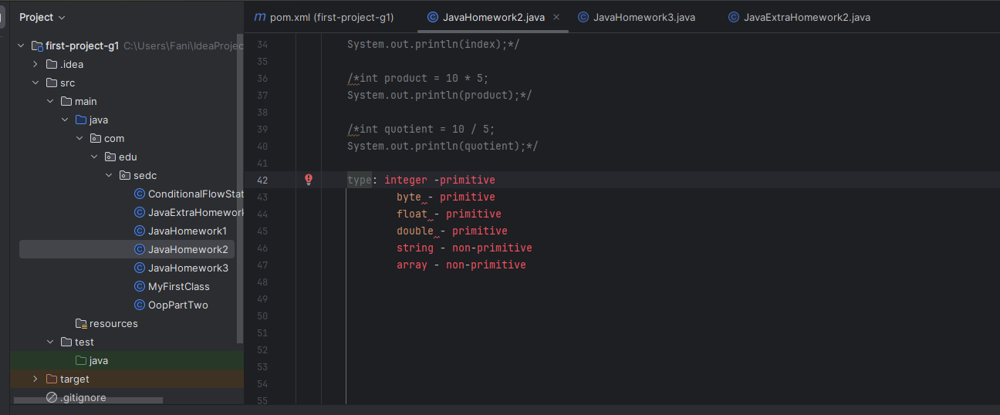 Project
pom.xml (first-project-g1)
JavaHomework2.java
JavaHomework3.java
JavaExtraHomework2.java
first-project-g1 C:\Users\Fani\IdeaProjec
.idea
src
main
java
com
edu
sedc
ConditionalFlowStat
JavaExtraHomework
JavaHomework1
JavaHomework2
JavaHomework3
MyFirstClass
OopPartTwo
resources
test
java
target
.gitignore
34 System.out.println(index);*/
35
36 /*int product = 10 * 5;
37 System.out.println(product);*/
38
39 /*int quotient = 10 / 5;
40 System.out.println(quotient);*/
41
42 type: integer -primitive
43 byte - primitive
44 float - primitive
45 double - primitive
46 string - non-primitive
47 array - non-primitive
48
49
50
51
52
53
54
55